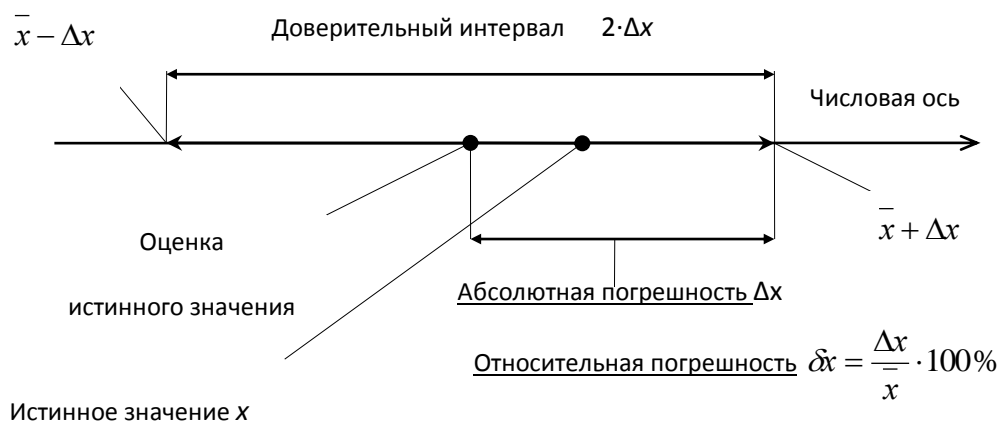 x̅ − Δx
Доверительный интервал 2·Δx
Числовая ось
x̅ + Δx
Оценка
истинного значения
Абсолютная погрешность Δx
Относительная погрешность δx = Δx / x̅ · 100%
Истинное значение x